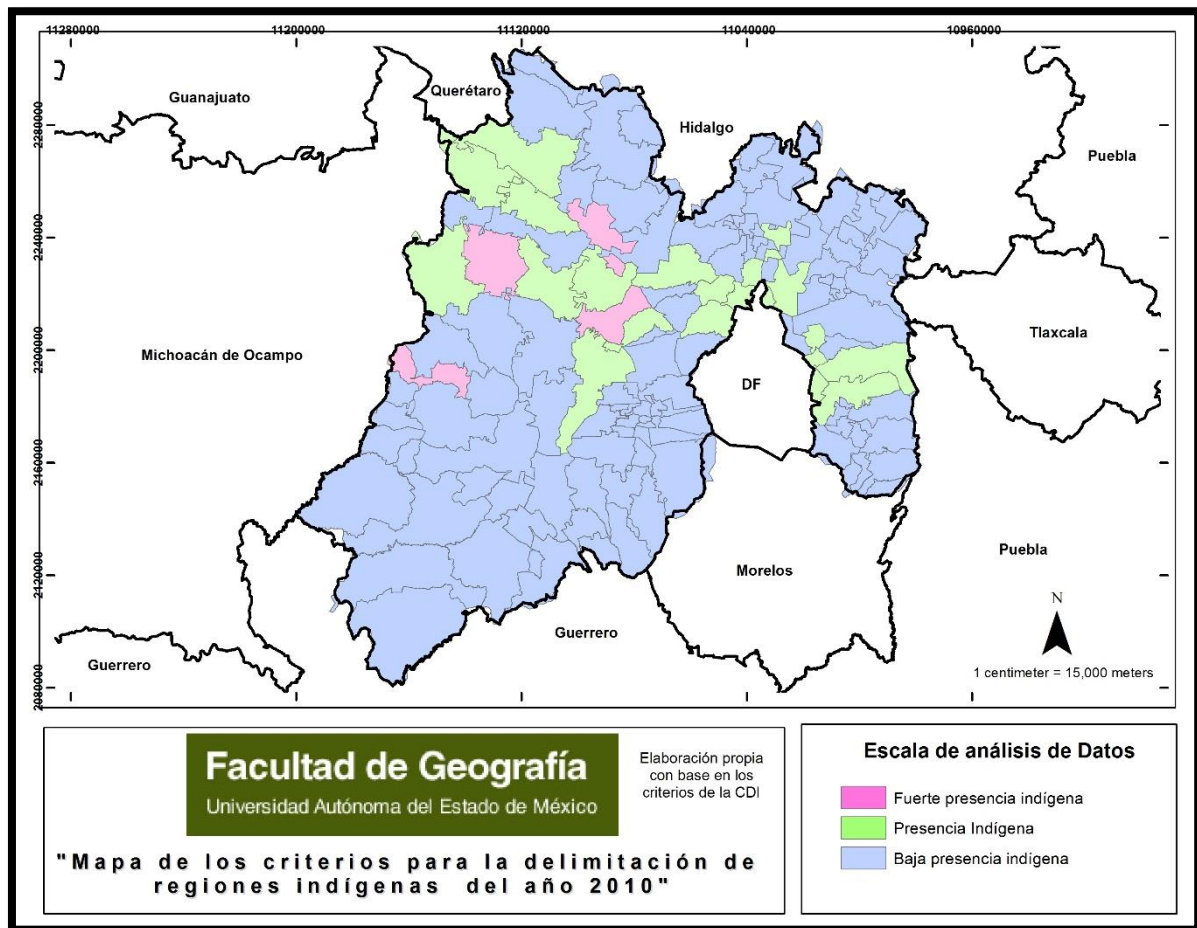 11280000
11200000
11120000
11040000
10960000
2280000
2240000
2200000
2160000
2120000
2080000
Guanajuato
Querétaro
Hidalgo
Puebla
Tlaxcala
Michoacán de Ocampo
DF
Morelos
Puebla
Guerrero
Guerrero
N
1 centimeter = 15,000 meters
Facultad de Geografía
Universidad Autónoma del Estado de México
Elaboración propia
con base en los
criterios de la CDI
"Mapa de los criterios para la delimitación de
regiones indígenas del año 2010"
Escala de análisis de Datos
Fuerte presencia indígena
Presencia Indígena
Baja presencia indígena